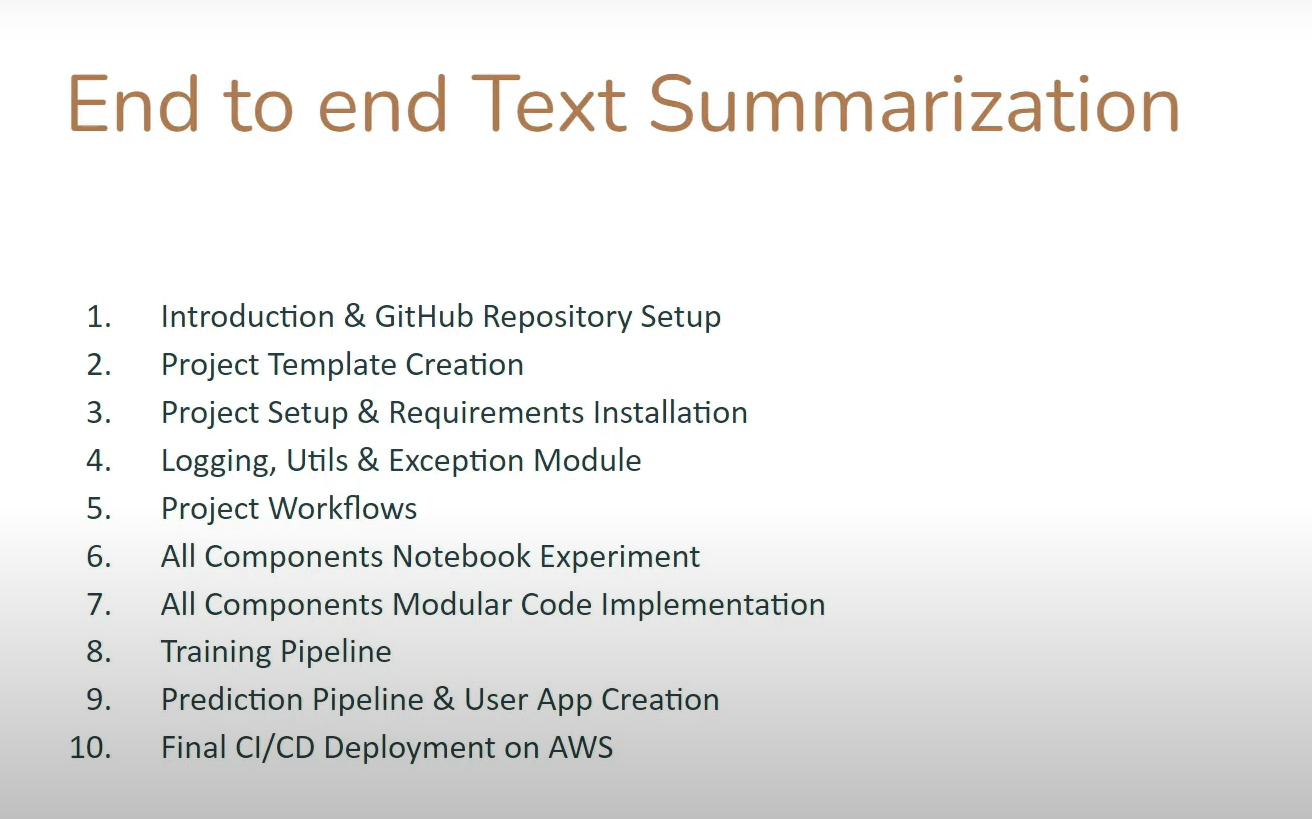 End to end Text Summarization
1. Introduction & GitHub Repository Setup
2. Project Template Creation
3. Project Setup & Requirements Installation
4. Logging, Utils & Exception Module
5. Project Workflows
6. All Components Notebook Experiment
7. All Components Modular Code Implementation
8. Training Pipeline
9. Prediction Pipeline & User App Creation
10. Final CI/CD Deployment on AWS